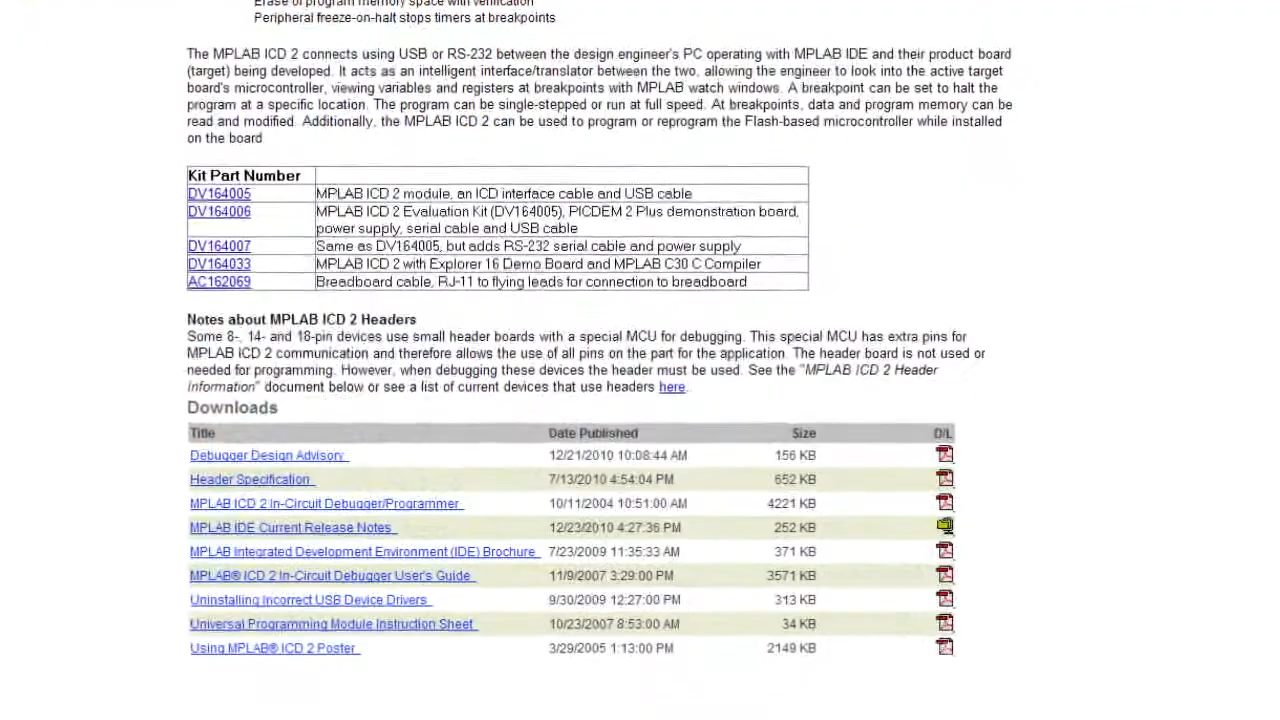 Erase of program memory space with verification
Peripheral freeze-on-halt stops timers at breakpoints
The MPLAB ICD 2 connects using USB or RS-232 between the design engineer's PC operating with MPLAB IDE and their product board
(target) being developed. It acts as an intelligent interface/translator between the two, allowing the engineer to look into the active target
board's microcontroller, viewing variables and registers at breakpoints with MPLAB watch windows. A breakpoint can be set to halt the
program at a specific location. The program can be single-stepped or run at full speed. At breakpoints, data and program memory can be
read and modified. Additionally, the MPLAB ICD 2 can be used to program or reprogram the Flash-based microcontroller while installed
on the board
Kit Part Number
DV164005 MPLAB ICD 2 module, an ICD interface cable and USB cable
DV164006 MPLAB ICD 2 Evaluation Kit (DV164005), PICDEM 2 Plus demonstration board,
power supply, serial cable and USB cable
DV164007 Same as DV164005, but adds RS-232 serial cable and power supply
DV164033 MPLAB ICD 2 with Explorer 16 Demo Board and MPLAB C30 C Compiler
AC162069 Breadboard cable, RJ-11 to flying leads for connection to breadboard
Notes about MPLAB ICD 2 Headers
Some 8-, 14- and 18-pin devices use small header boards with a special MCU for debugging. This special MCU has extra pins for
MPLAB ICD 2 communication and therefore allows the use of all pins on the part for the application. The header board is not used or
needed for programming. However, when debugging these devices the header must be used. See the "MPLAB ICD 2 Header
Information" document below or see a list of current devices that use headers here.
Downloads
Title Date Published Size D/L
Debugger Design Advisory 12/21/2010 10:08:44 AM 156 KB
Header Specification 7/13/2010 4:54:04 PM 652 KB
MPLAB ICD 2 In-Circuit Debugger/Programmer 10/11/2004 10:51:00 AM 4221 KB
MPLAB IDE Current Release Notes 12/23/2010 4:27:36 PM 252 KB
MPLAB Integrated Development Environment (IDE) Brochure 7/23/2009 11:35:33 AM 371 KB
MPLAB® ICD 2 In-Circuit Debugger User's Guide 11/9/2007 3:29:00 PM 3571 KB
Uninstalling Incorrect USB Device Drivers 9/30/2009 12:27:00 PM 313 KB
Universal Programming Module Instruction Sheet 10/23/2007 8:53:00 AM 34 KB
Using MPLAB® ICD 2 Poster 3/29/2005 1:13:00 PM 2149 KB